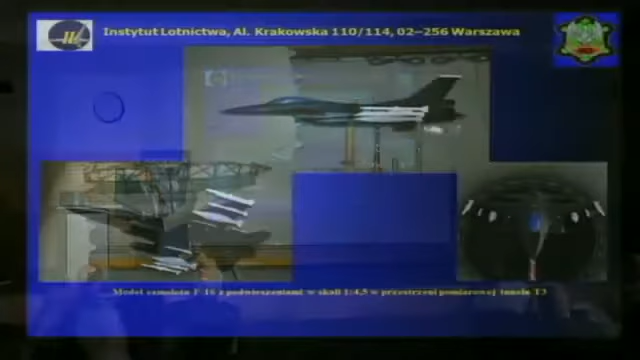 Instytut Lotnictwa, Al. Krakowska 110/114, 02-256 Warszawa
Model samolotu F 16 z podwieszeniami w skali 1:4,5 w przestrzeni pomiarowej tunelu T3